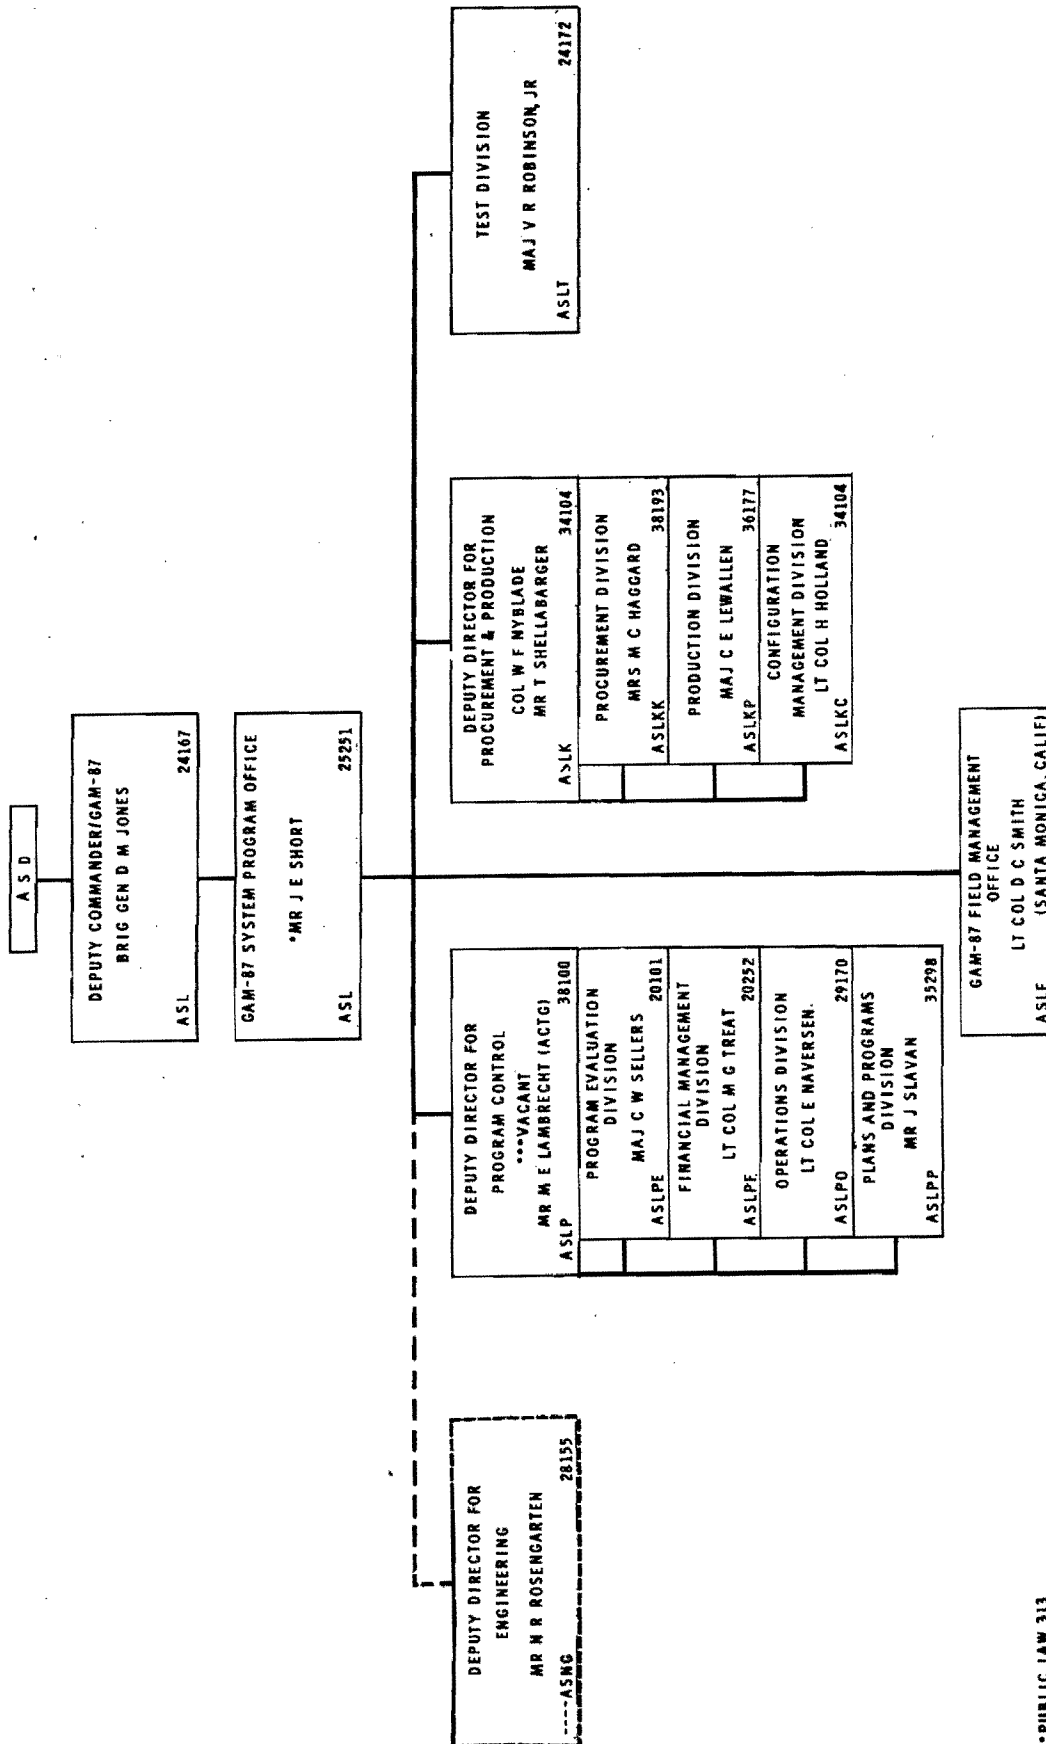 A S D
DEPUTY COMMANDER/GAM-87
BRIG GEN D M JONES
ASL 24167
GAM-87 SYSTEM PROGRAM OFFICE
*MR J E SHORT
ASL 25251
DEPUTY DIRECTOR FOR
ENGINEERING
MR N R ROSENGARTEN
----ASNG 28155
DEPUTY DIRECTOR FOR
PROGRAM CONTROL
***VACANT
MR M E LAMBRECHT (ACTG)
ASLP 38100
PROGRAM EVALUATION
DIVISION
MAJ C W SELLERS
ASLPE 20101
FINANCIAL MANAGEMENT
DIVISION
LT COL M G TREAT
ASLPF 20252
OPERATIONS DIVISION
LT COL E NAVERSEN.
ASLPO 29170
PLANS AND PROGRAMS
DIVISION
MR J SLAVAN
ASLPP 35298
DEPUTY DIRECTOR FOR
PROCUREMENT & PRODUCTION
COL W F NYBLADE
MR T SHELLABARGER
ASLK 34104
PROCUREMENT DIVISION
MRS M C HAGGARD
ASLKK 38193
PRODUCTION DIVISION
MAJ C E LEWALLEN
ASLKP 36177
CONFIGURATION
MANAGEMENT DIVISION
LT COL H HOLLAND
ASLKC 34104
TEST DIVISION
MAJ V R ROBINSON, JR
ASLT 24172
GAM-87 FIELD MANAGEMENT
OFFICE
LT COL D C SMITH
ASLF (SANTA MONICA, CALIF)
*PUBLIC LAW 313